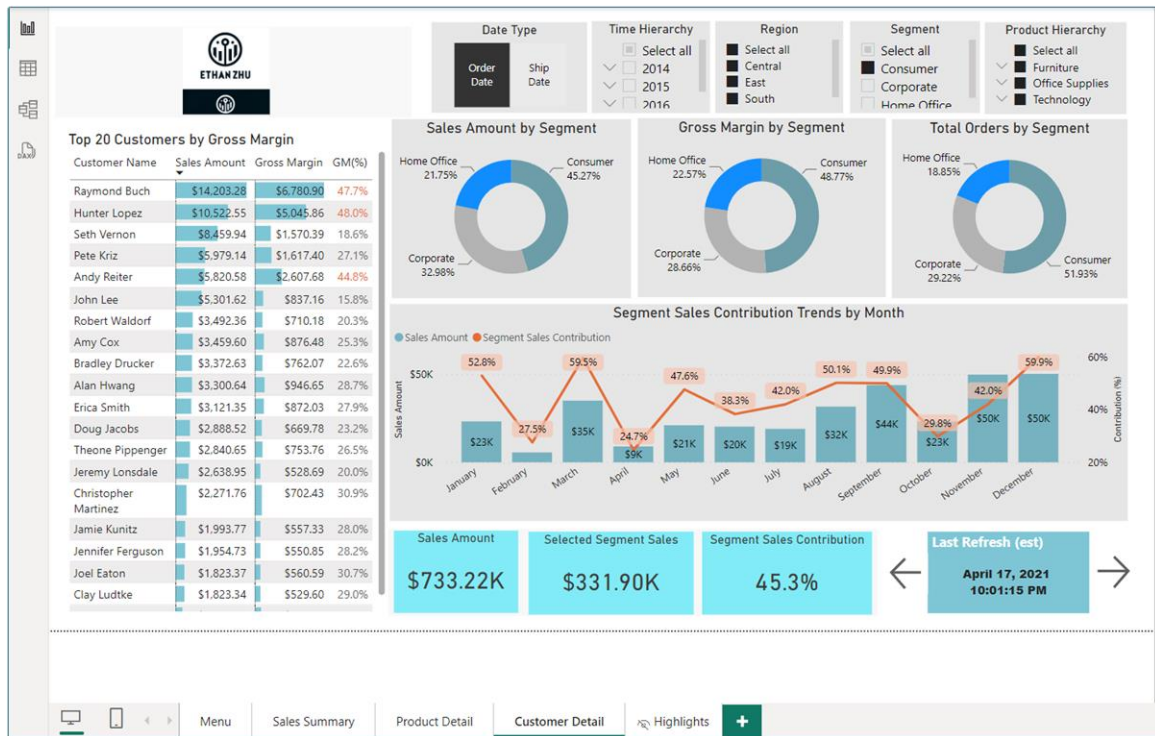 ETHAN ZHU
Date Type
Order Date
Ship Date
Time Hierarchy
Select all
2014
2015
2016
Region
Select all
Central
East
South
Segment
Select all
Consumer
Corporate
Home Office
Product Hierarchy
Select all
Furniture
Office Supplies
Technology
Top 20 Customers by Gross Margin
Customer Name Sales Amount Gross Margin GM(%)
Raymond Buch $14,203.28 $6,780.90 47.7%
Hunter Lopez $10,522.55 $5,045.86 48.0%
Seth Vernon $8,459.94 $1,570.39 18.6%
Pete Kriz $5,979.14 $1,617.40 27.1%
Andy Reiter $5,820.58 $2,607.68 44.8%
John Lee $5,301.62 $837.16 15.8%
Robert Waldorf $3,492.36 $710.18 20.3%
Amy Cox $3,459.60 $876.48 25.3%
Bradley Drucker $3,372.63 $762.07 22.6%
Alan Hwang $3,300.64 $946.65 28.7%
Erica Smith $3,121.35 $872.03 27.9%
Doug Jacobs $2,888.52 $669.78 23.2%
Theone Pippenger $2,840.65 $753.76 26.5%
Jeremy Lonsdale $2,638.95 $528.69 20.0%
Christopher Martinez $2,271.76 $702.43 30.9%
Jamie Kunitz $1,993.77 $557.33 28.0%
Jennifer Ferguson $1,954.73 $550.85 28.2%
Joel Eaton $1,823.37 $560.59 30.7%
Clay Ludtke $1,823.34 $529.60 29.0%
Sales Amount by Segment
Home Office 21.75%
Consumer 45.27%
Corporate 32.98%
Gross Margin by Segment
Home Office 22.57%
Consumer 48.77%
Corporate 28.66%
Total Orders by Segment
Home Office 18.85%
Corporate 29.22%
Consumer 51.93%
Segment Sales Contribution Trends by Month
Sales Amount Segment Sales Contribution
Sales Amount
$50K
$0K
52.8% 27.5% 59.5% 24.7% 47.6% 38.3% 42.0% 50.1% 49.9% 29.8% 42.0% 59.9%
$23K $35K $9K $21K $20K $19K $32K $44K $23K $50K $50K
January February March April May June July August September October November December
60%
40%
20%
Contribution (%)
Sales Amount
$733.22K
Selected Segment Sales
$331.90K
Segment Sales Contribution
45.3%
Last Refresh (est)
April 17, 2021
10:01:15 PM
Menu Sales Summary Product Detail Customer Detail Highlights +